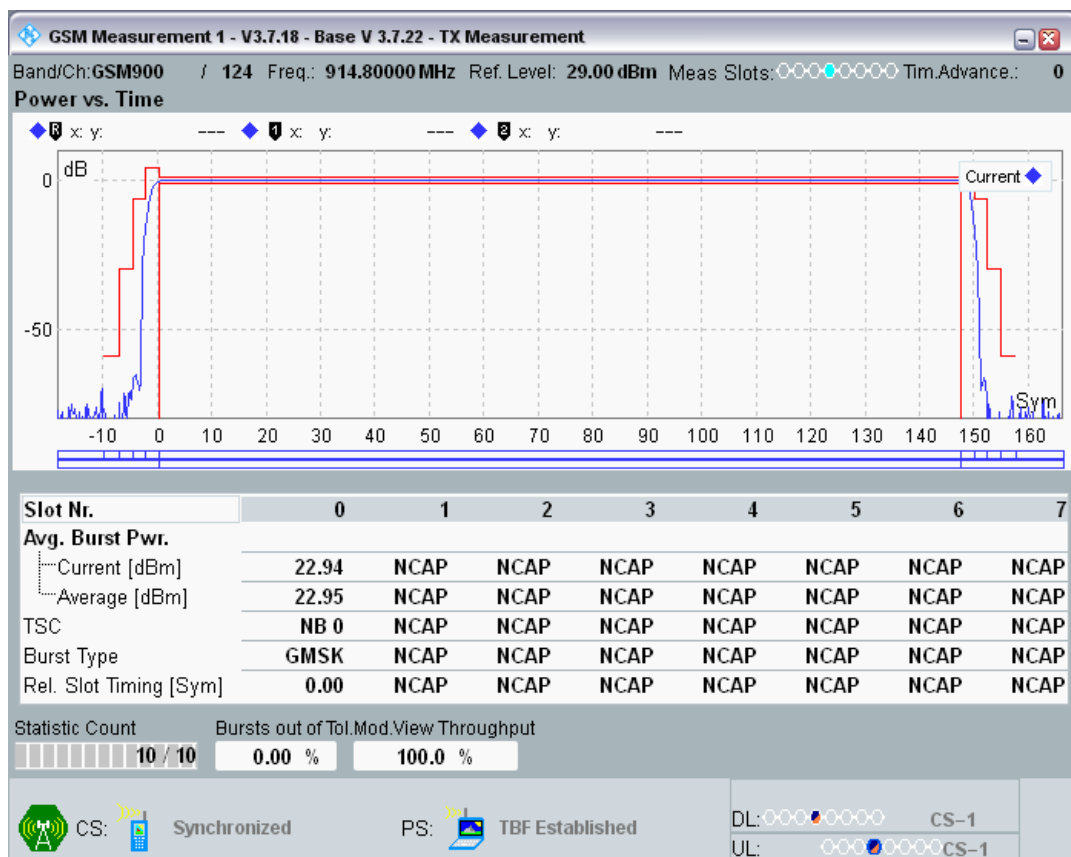 GSM Measurement 1 - V3.7.18 - Base V 3.7.22 - TX Measurement
Band/Ch:GSM900 / 124 Freq.: 914.80000 MHz Ref. Level: 29.00 dBm Meas Slots: Tim.Advance.: 0
Power vs. Time
R x: y: --- 1 x: y: --- 2 x: y: ---
dB
Current
0
-50
Sym
-10 0 10 20 30 40 50 60 70 80 90 100 110 120 130 140 150 160
Slot Nr. 0 1 2 3 4 5 6 7
Avg. Burst Pwr.
Current [dBm] 22.94 NCAP NCAP NCAP NCAP NCAP NCAP NCAP
Average [dBm] 22.95 NCAP NCAP NCAP NCAP NCAP NCAP NCAP
TSC NB 0 NCAP NCAP NCAP NCAP NCAP NCAP NCAP
Burst Type GMSK NCAP NCAP NCAP NCAP NCAP NCAP NCAP
Rel. Slot Timing [Sym] 0.00 NCAP NCAP NCAP NCAP NCAP NCAP NCAP
Statistic Count Bursts out of Tol.Mod.View Throughput
10 / 10 0.00 % 100.0 %
CS: Synchronized PS: TBF Established
DL: CS-1
UL: CS-1